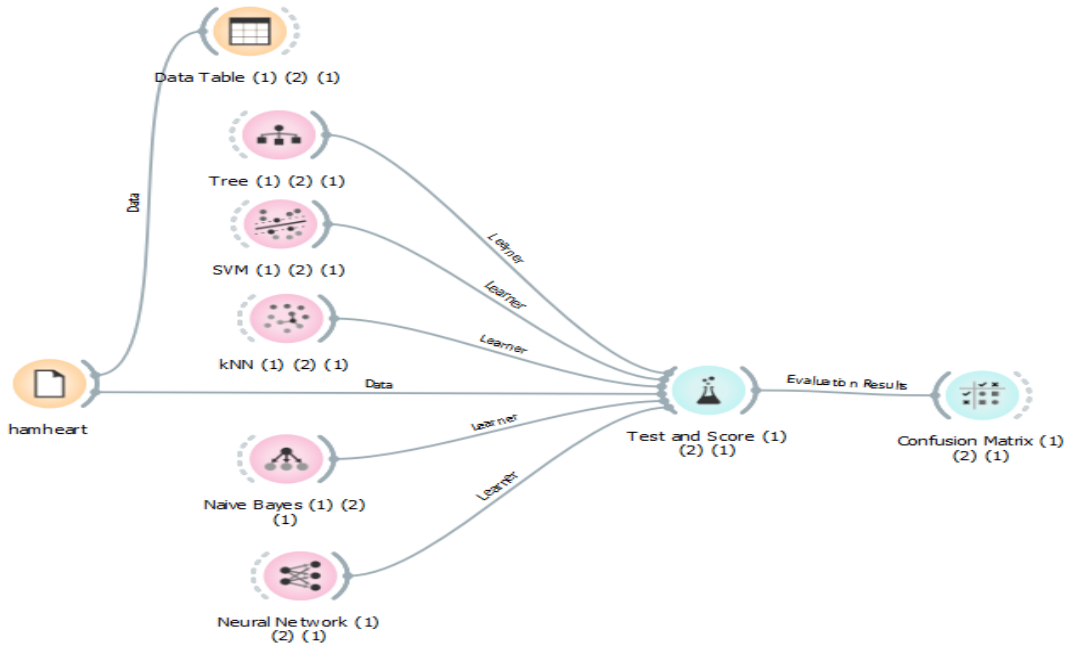 Data Table (1) (2) (1)
Data
Tree (1) (2) (1)
Learner
SVM (1) (2) (1)
Learner
kNN (1) (2) (1)
Learner
Data
hamheart
Evaluation Results
Test and Score (1)
(2) (1)
Confusion Matrix (1)
(2) (1)
Learner
Naive Bayes (1) (2)
(1)
Learner
Neural Network (1)
(2) (1)